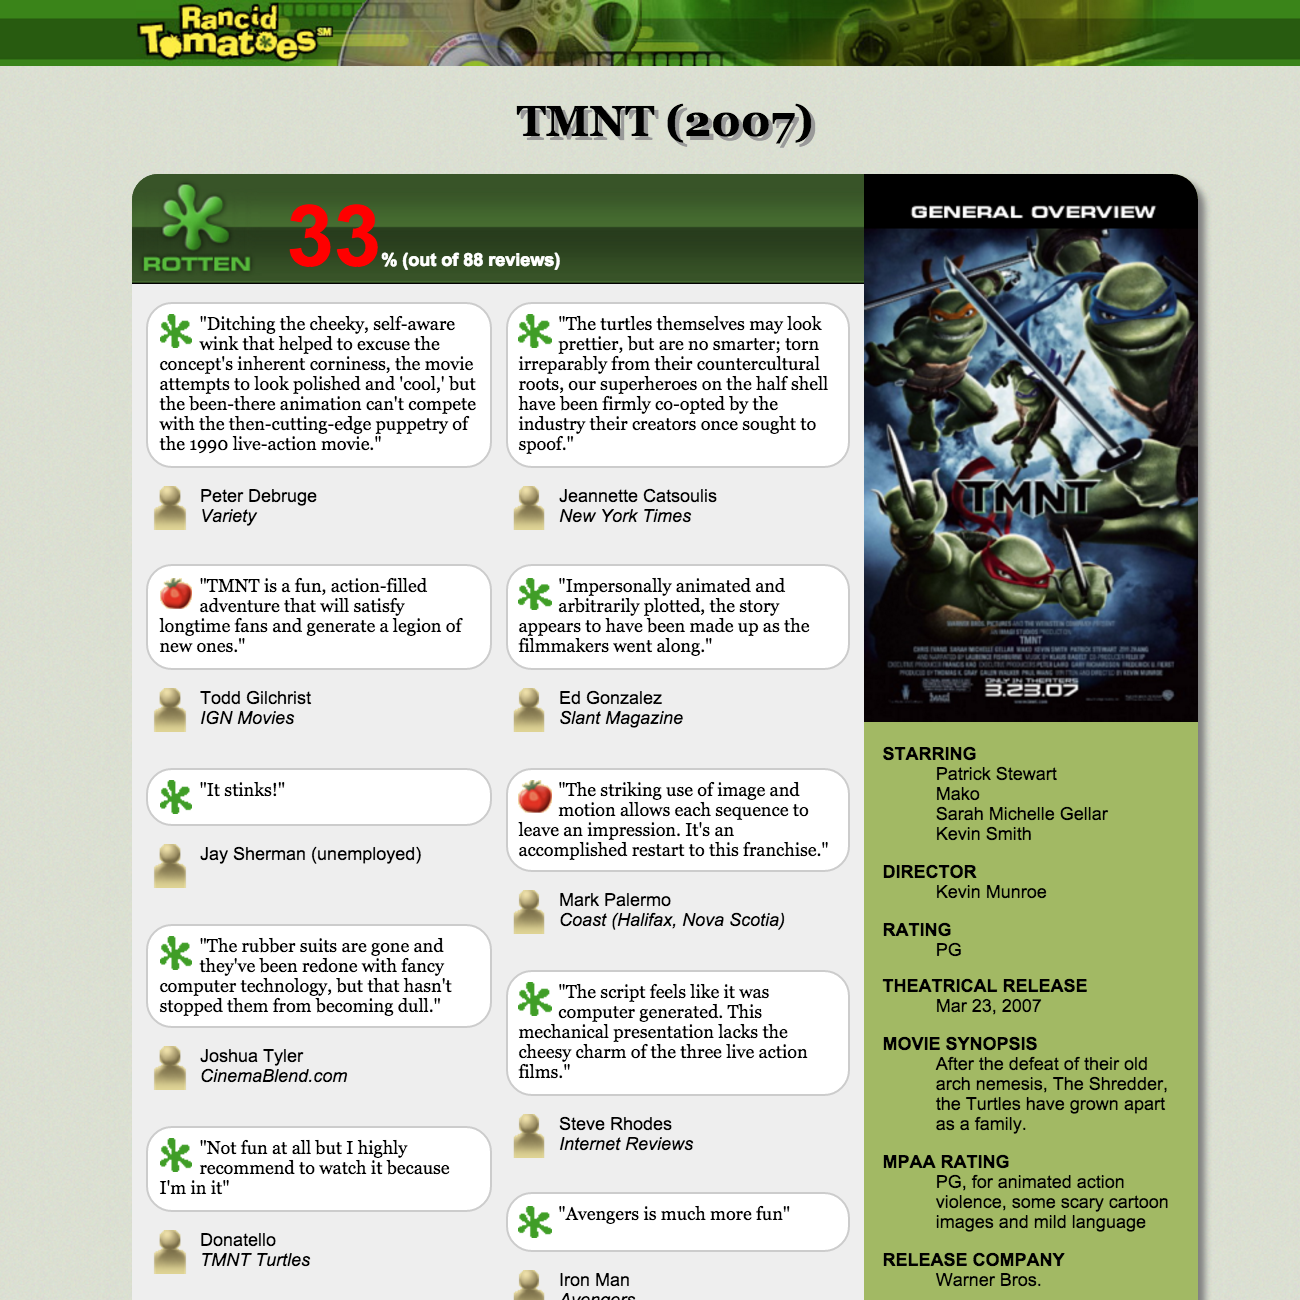 Rancid
TomatoesSM
TMNT (2007)
ROTTEN
33% (out of 88 reviews)
"Ditching the cheeky, self-aware
wink that helped to excuse the
concept's inherent corniness, the movie
attempts to look polished and 'cool,' but
the been-there animation can't compete
with the then-cutting-edge puppetry of
the 1990 live-action movie."
Peter Debruge
Variety
"TMNT is a fun, action-filled
adventure that will satisfy
longtime fans and generate a legion of
new ones."
Todd Gilchrist
IGN Movies
"It stinks!"
Jay Sherman (unemployed)
"The rubber suits are gone and
they've been redone with fancy
computer technology, but that hasn't
stopped them from becoming dull."
Joshua Tyler
CinemaBlend.com
"Not fun at all but I highly
recommend to watch it because
I'm in it"
Donatello
TMNT Turtles
"The turtles themselves may look
prettier, but are no smarter; torn
irreparably from their countercultural
roots, our superheroes on the half shell
have been firmly co-opted by the
industry their creators once sought to
spoof."
Jeannette Catsoulis
New York Times
"Impersonally animated and
arbitrarily plotted, the story
appears to have been made up as the
filmmakers went along."
Ed Gonzalez
Slant Magazine
"The striking use of image and
motion allows each sequence to
leave an impression. It's an
accomplished restart to this franchise."
Mark Palermo
Coast (Halifax, Nova Scotia)
"The script feels like it was
computer generated. This
mechanical presentation lacks the
cheesy charm of the three live action
films."
Steve Rhodes
Internet Reviews
"Avengers is much more fun"
Iron Man
Avengers
GENERAL OVERVIEW
TMNT
TMNT
ONLY IN THEATERS
3.23.07
STARRING
Patrick Stewart
Mako
Sarah Michelle Gellar
Kevin Smith
DIRECTOR
Kevin Munroe
RATING
PG
THEATRICAL RELEASE
Mar 23, 2007
MOVIE SYNOPSIS
After the defeat of their old
arch nemesis, The Shredder,
the Turtles have grown apart
as a family.
MPAA RATING
PG, for animated action
violence, some scary cartoon
images and mild language
RELEASE COMPANY
Warner Bros.